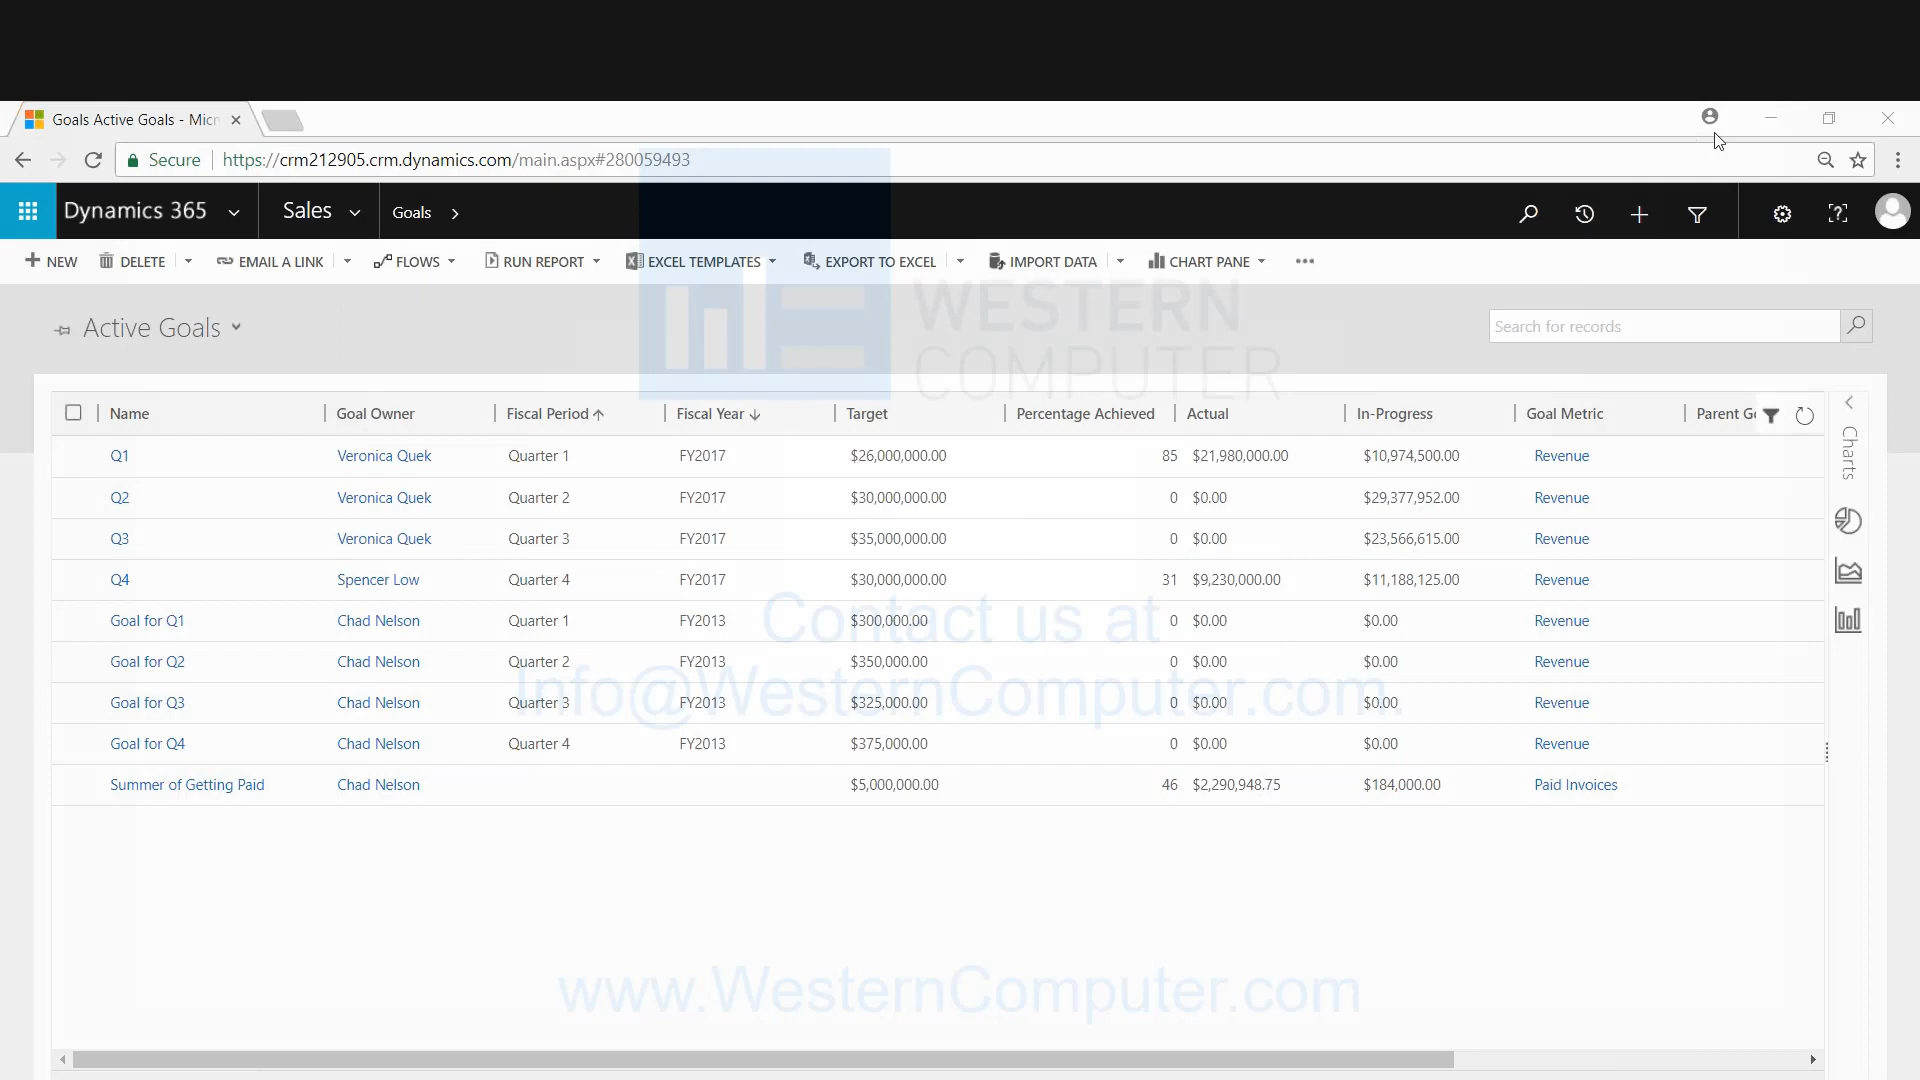 Goals Active Goals - Micr
Secure https://crm212905.crm.dynamics.com/main.aspx#280059493
Dynamics 365 Sales Goals
NEW DELETE EMAIL A LINK FLOWS RUN REPORT EXCEL TEMPLATES EXPORT TO EXCEL IMPORT DATA CHART PANE
WESTERN
COMPUTER
Active Goals Search for records
Name Goal Owner Fiscal Period Fiscal Year Target Percentage Achieved Actual In-Progress Goal Metric Parent Go
Charts
Q1 Veronica Quek Quarter 1 FY2017 $26,000,000.00 85 $21,980,000.00 $10,974,500.00 Revenue
Q2 Veronica Quek Quarter 2 FY2017 $30,000,000.00 0 $0.00 $29,377,952.00 Revenue
Q3 Veronica Quek Quarter 3 FY2017 $35,000,000.00 0 $0.00 $23,566,615.00 Revenue
Q4 Spencer Low Quarter 4 FY2017 $30,000,000.00 31 $9,230,000.00 $11,188,125.00 Revenue
Goal for Q1 Chad Nelson Quarter 1 FY2013 $300,000.00 0 $0.00 $0.00 Revenue
Goal for Q2 Chad Nelson Quarter 2 FY2013 $350,000.00 0 $0.00 $0.00 Revenue
Goal for Q3 Chad Nelson Quarter 3 FY2013 $325,000.00 0 $0.00 $0.00 Revenue
Goal for Q4 Chad Nelson Quarter 4 FY2013 $375,000.00 0 $0.00 $0.00 Revenue
Summer of Getting Paid Chad Nelson $5,000,000.00 46 $2,290,948.75 $184,000.00 Paid Invoices
Contact us at
Info@WesternComputer.com.
www.WesternComputer.com